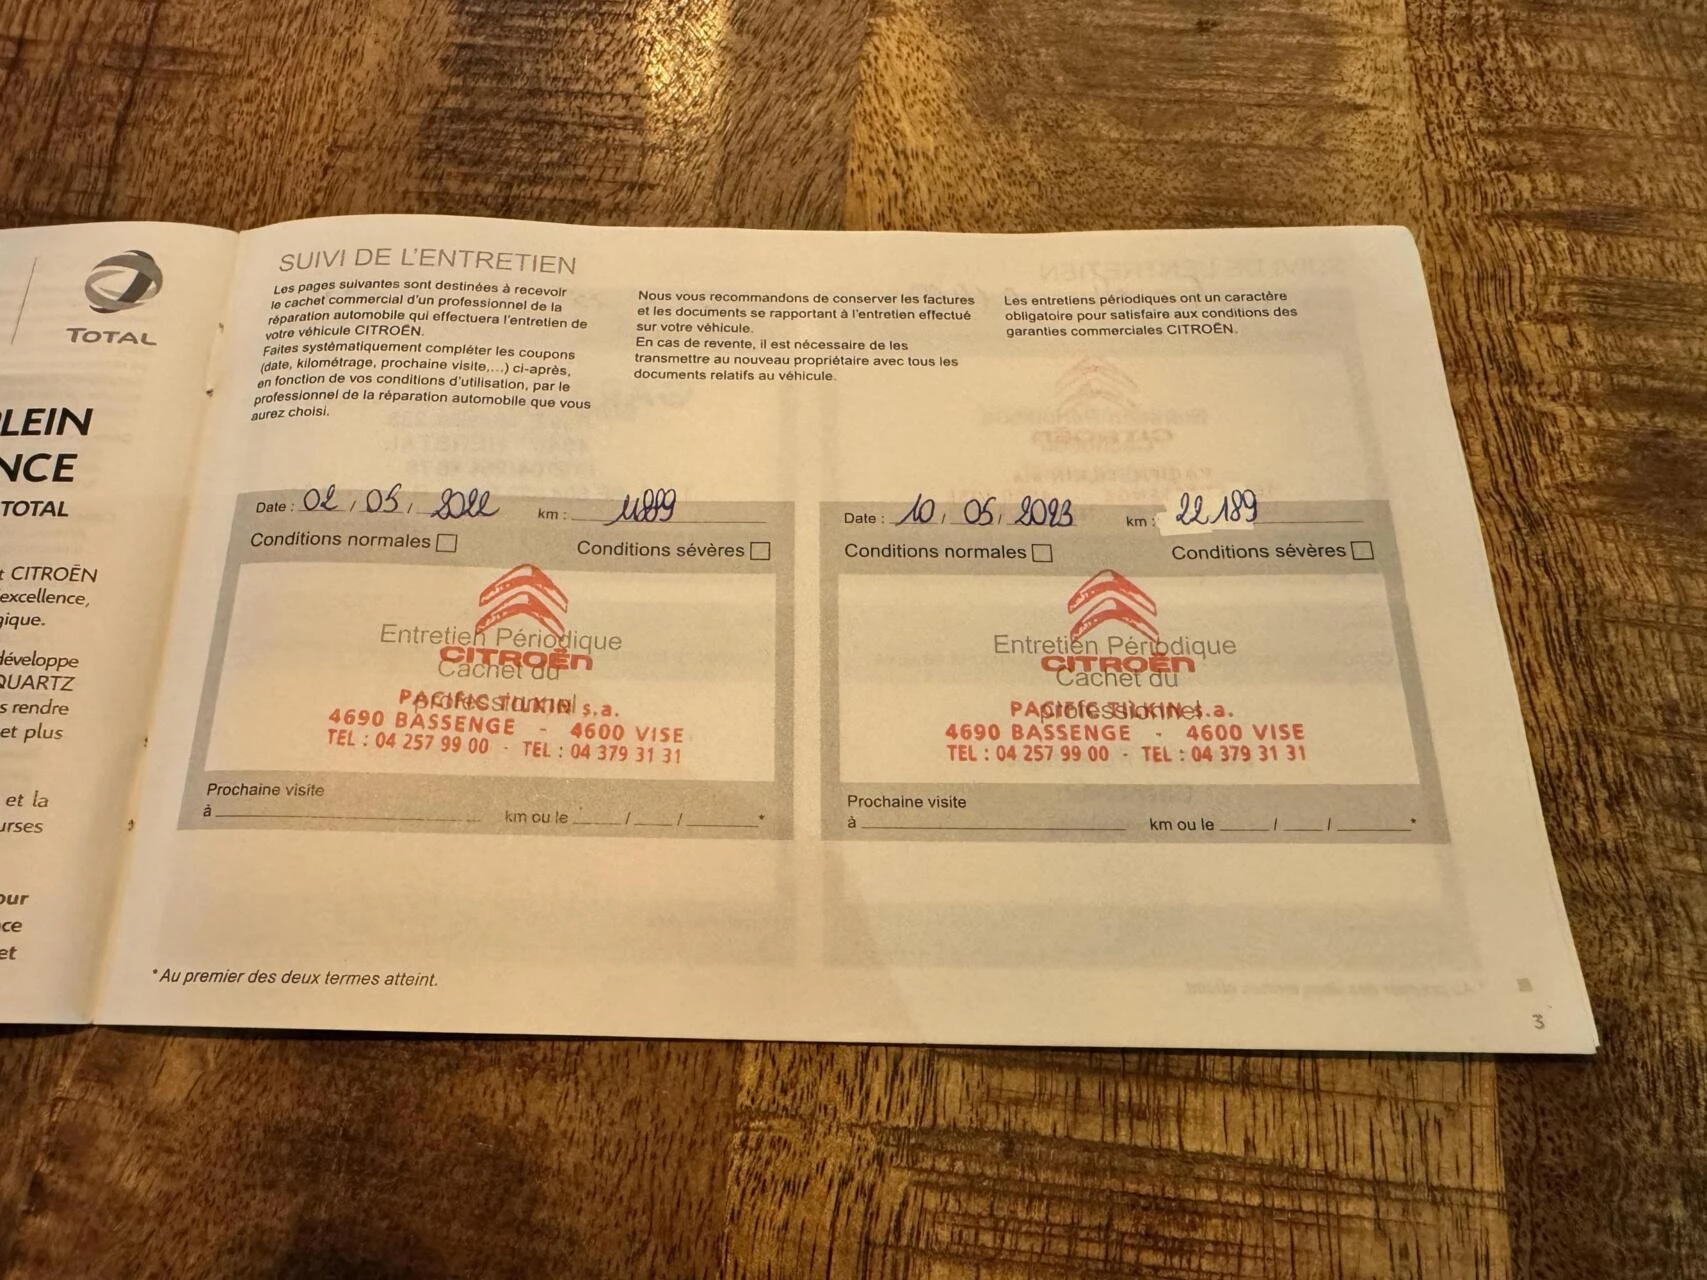 TOTAL
LEIN
NCE
TOTAL
t CITROËN
excellence,
gique.
développe
QUARTZ
s rendre
et plus
et la
urses
our
ce
et
SUIVI DE L'ENTRETIEN
Les pages suivantes sont destinées à recevoir
le cachet commercial d'un professionnel de la
réparation automobile qui effectuera l'entretien de
votre véhicule CITROËN.
Faites systématiquement compléter les coupons
(date, kilométrage, prochaine visite,...) ci-après,
en fonction de vos conditions d'utilisation, par le
professionnel de la réparation automobile que vous
aurez choisi.
Nous vous recommandons de conserver les factures
et les documents se rapportant à l'entretien effectué
sur votre véhicule.
En cas de revente, il est nécessaire de les
transmettre au nouveau propriétaire avec tous les
documents relatifs au véhicule.
Les entretiens périodiques ont un caractère
obligatoire pour satisfaire aux conditions des
garanties commerciales CITROËN.
Date : 02 / 05 / 2022 km :
Conditions normales Conditions sévères
Entretien Périodique
CITROËN
Cachet du
professionnel
PACIFIC TILKIN s.a.
4690 BASSENGE - 4600 VISE
TEL : 04 257 99 00 - TEL : 04 379 31 31
Prochaine visite
à km ou le / / *
Date : 10 / 05 / 2023 km : 22 189
Conditions normales Conditions sévères
Entretien Périodique
CITROËN
Cachet du
professionnel
PACIFIC TILKIN s.a.
4690 BASSENGE - 4600 VISE
TEL : 04 257 99 00 - TEL : 04 379 31 31
Prochaine visite
à km ou le / / *
* Au premier des deux termes atteint.
3